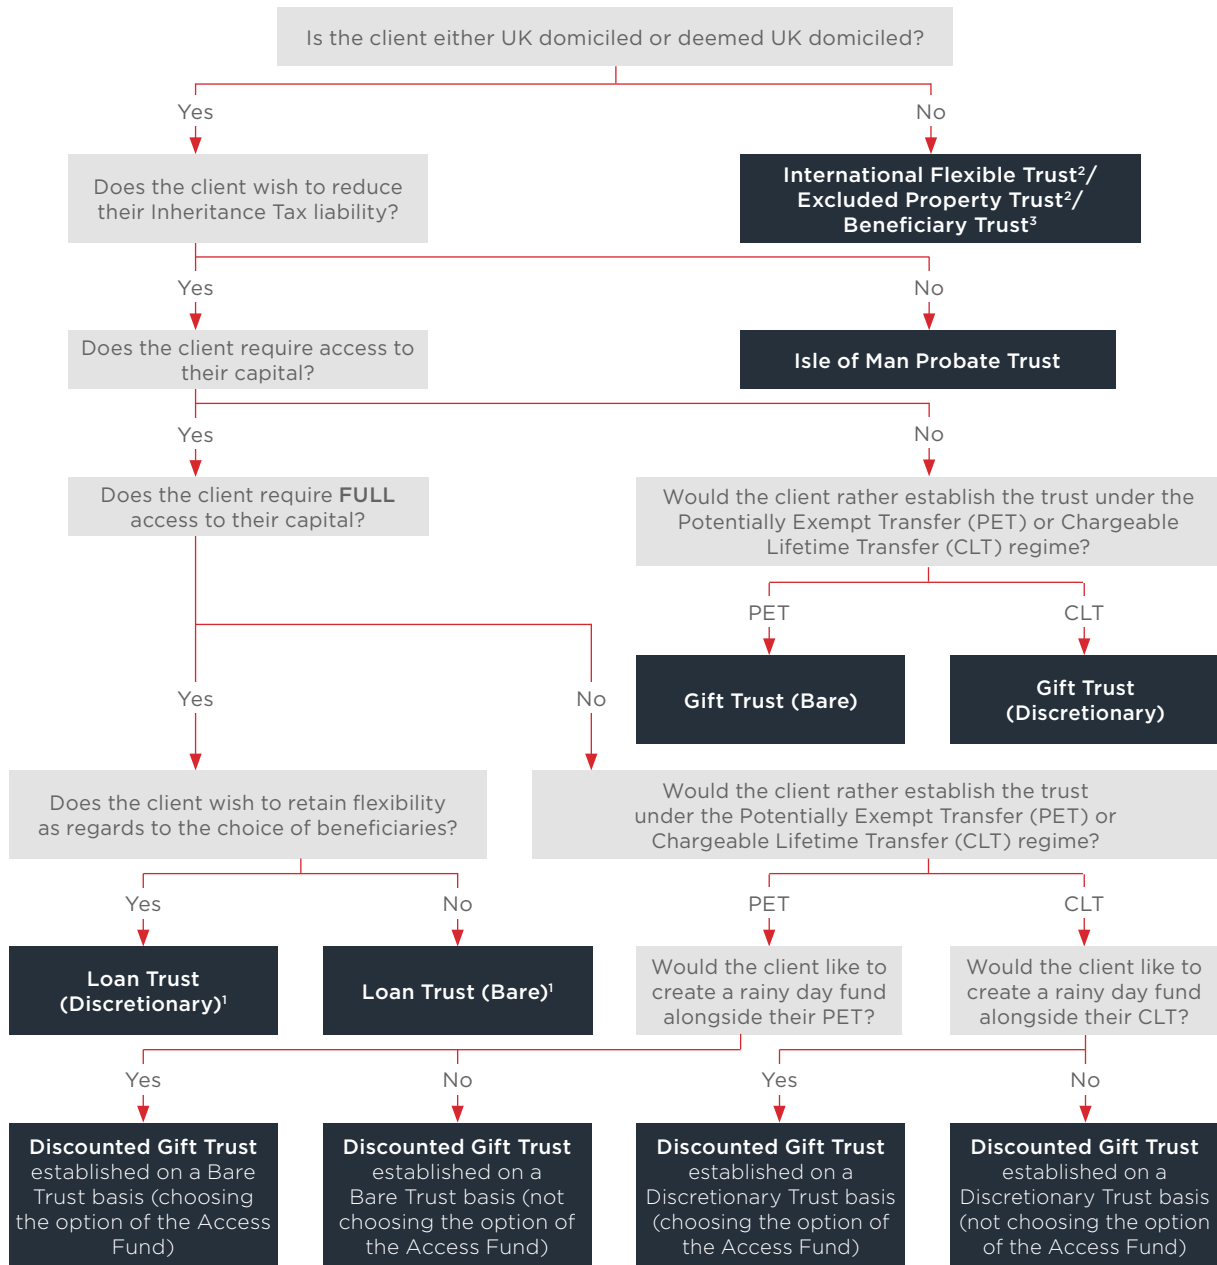 Is the client either UK domiciled or deemed UK domiciled?
Yes
No
Does the client wish to reduce
their Inheritance Tax liability?
International Flexible Trust²/
Excluded Property Trust²/
Beneficiary Trust³
Yes
No
Does the client require access to
their capital?
Isle of Man Probate Trust
Yes
No
Does the client require FULL
access to their capital?
Would the client rather establish the trust under the
Potentially Exempt Transfer (PET) or Chargeable
Lifetime Transfer (CLT) regime?
PET
CLT
Gift Trust (Bare)
Gift Trust
(Discretionary)
Yes
No
Does the client wish to retain flexibility
as regards to the choice of beneficiaries?
Would the client rather establish the trust
under the Potentially Exempt Transfer (PET) or
Chargeable Lifetime Transfer (CLT) regime?
Yes
No
PET
CLT
Loan Trust
(Discretionary)¹
Loan Trust (Bare)¹
Would the client like to
create a rainy day fund
alongside their PET?
Would the client like to
create a rainy day fund
alongside their CLT?
Yes
No
Yes
No
Discounted Gift Trust
established on a Bare
Trust basis (choosing
the option of the Access
Fund)
Discounted Gift Trust
established on a
Bare Trust basis (not
choosing the option of
the Access Fund)
Discounted Gift Trust
established on a
Discretionary Trust basis
(choosing the option of
the Access Fund)
Discounted Gift Trust
established on a
Discretionary Trust basis
(not choosing the option
of the Access Fund)